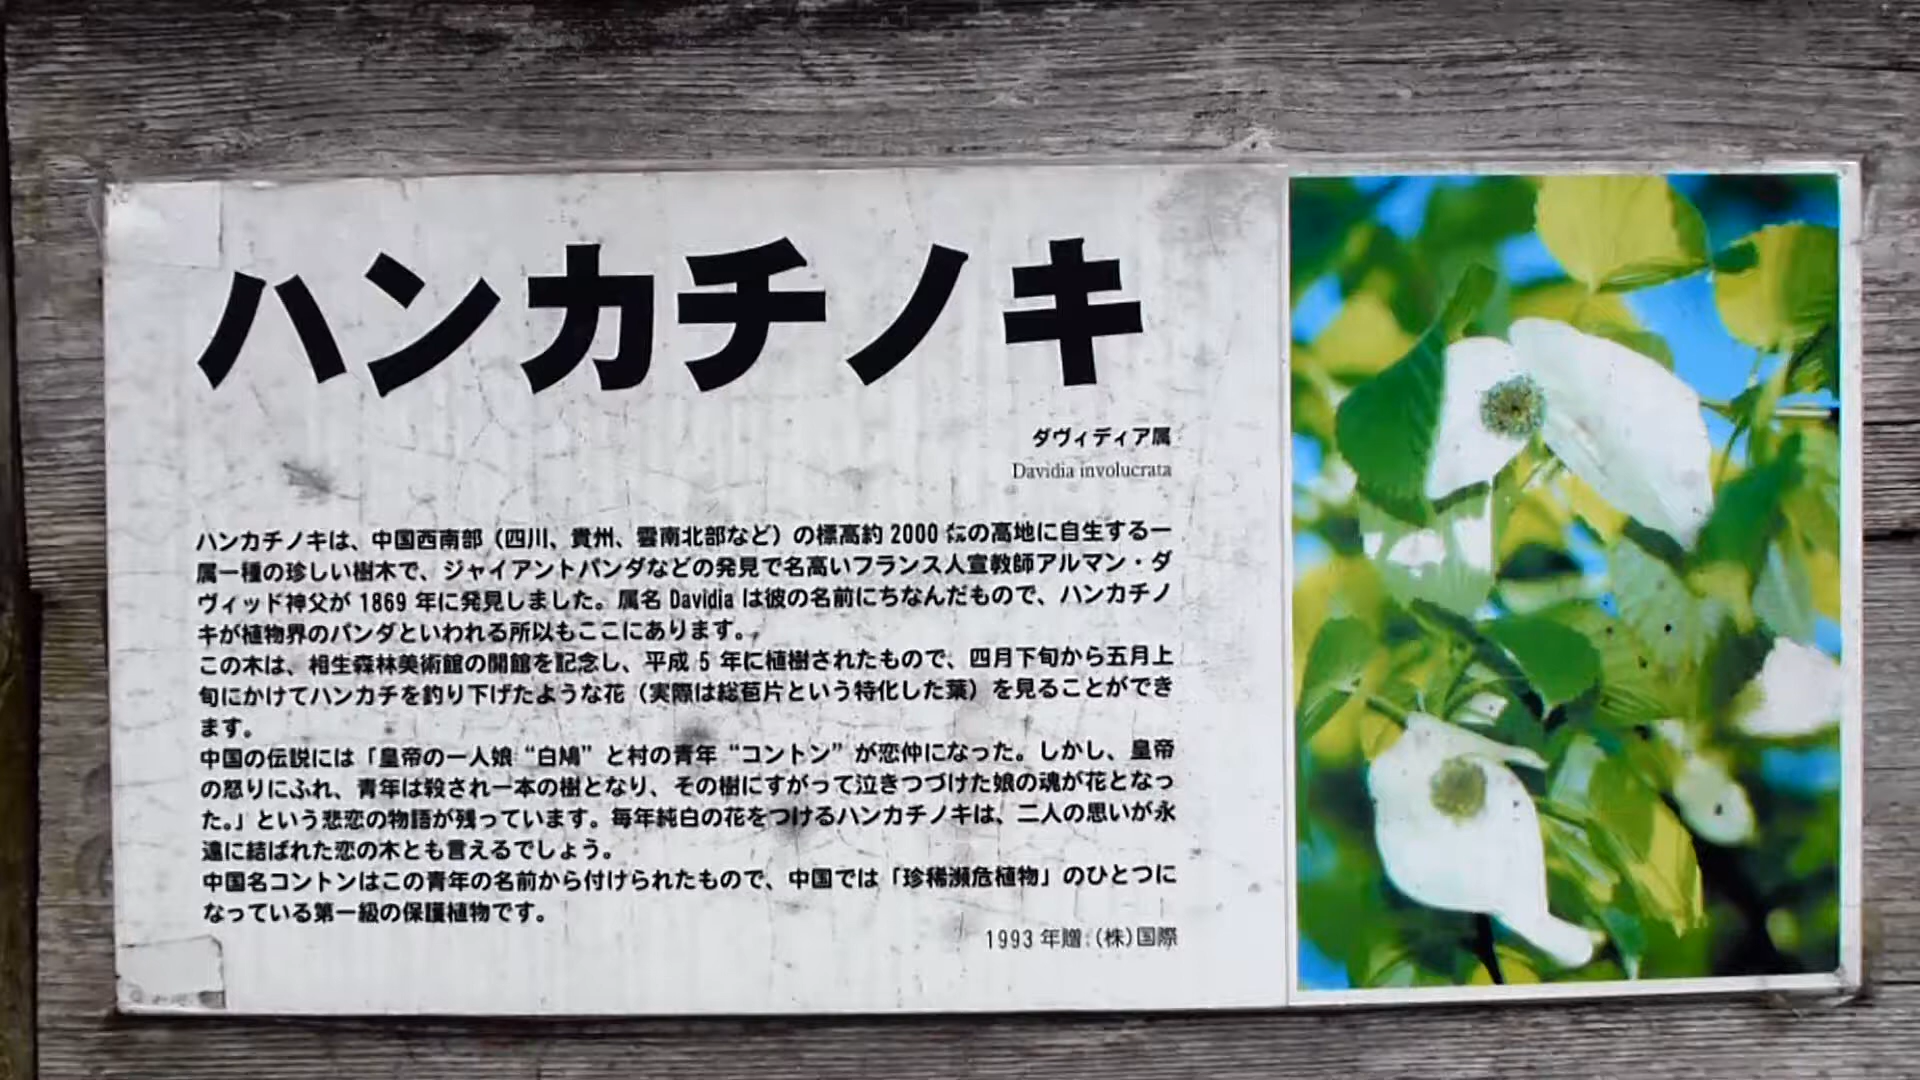 ハンカチノキ
ダヴィディア属
Davidia involucrata
ハンカチノキは、中国西南部（四川、貴州、雲南北部など）の標高約 2000 ㍍の高地に自生する一
属一種の珍しい樹木で、ジャイアントパンダなどの発見で名高いフランス人宣教師アルマン・ダ
ヴィッド神父が 1869 年に発見しました。属名 Davidia は彼の名前にちなんだもので、ハンカチノ
キが植物界のパンダといわれる所以もここにあります。
この木は、相生森林美術館の開館を記念し、平成 5 年に植樹されたもので、四月下旬から五月上
旬にかけてハンカチを釣り下げたような花（実際は総苞片という特化した葉）を見ることができ
ます。
中国の伝説には「皇帝の一人娘 “白鳩” と村の青年 “コントン” が恋仲になった。しかし、皇帝
の怒りにふれ、青年は殺され一本の樹となり、その樹にすがって泣きつづけた娘の魂が花となっ
た。」という悲恋の物語が残っています。毎年純白の花をつけるハンカチノキは、二人の思いが永
遠に結ばれた恋の木とも言えるでしょう。
中国名コントンはこの青年の名前から付けられたもので、中国では「珍稀瀕危植物」のひとつに
なっている第一級の保護植物です。
1993 年贈:(株)国際